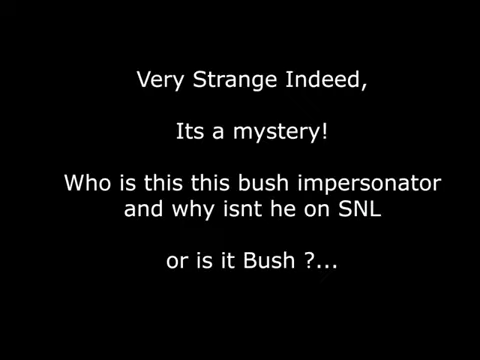 Very Strange Indeed,
Its a mystery!
Who is this this bush impersonator
and why isnt he on SNL
or is it Bush ?...